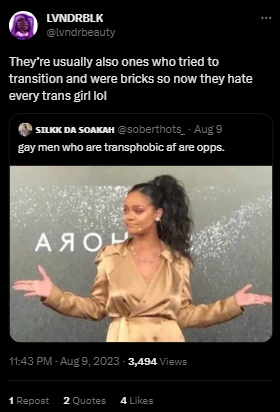 LVNDRBLK
@lvndrbeauty
They're usually also ones who tried to
transition and were bricks so now they hate
every trans girl lol
SILKK DA SOAKAH @soberthots_ · Aug 9
gay men who are transphobic af are opps.
HORA
11:43 PM · Aug 9, 2023 · 3,494 Views
1 Repost 2 Quotes 4 Likes